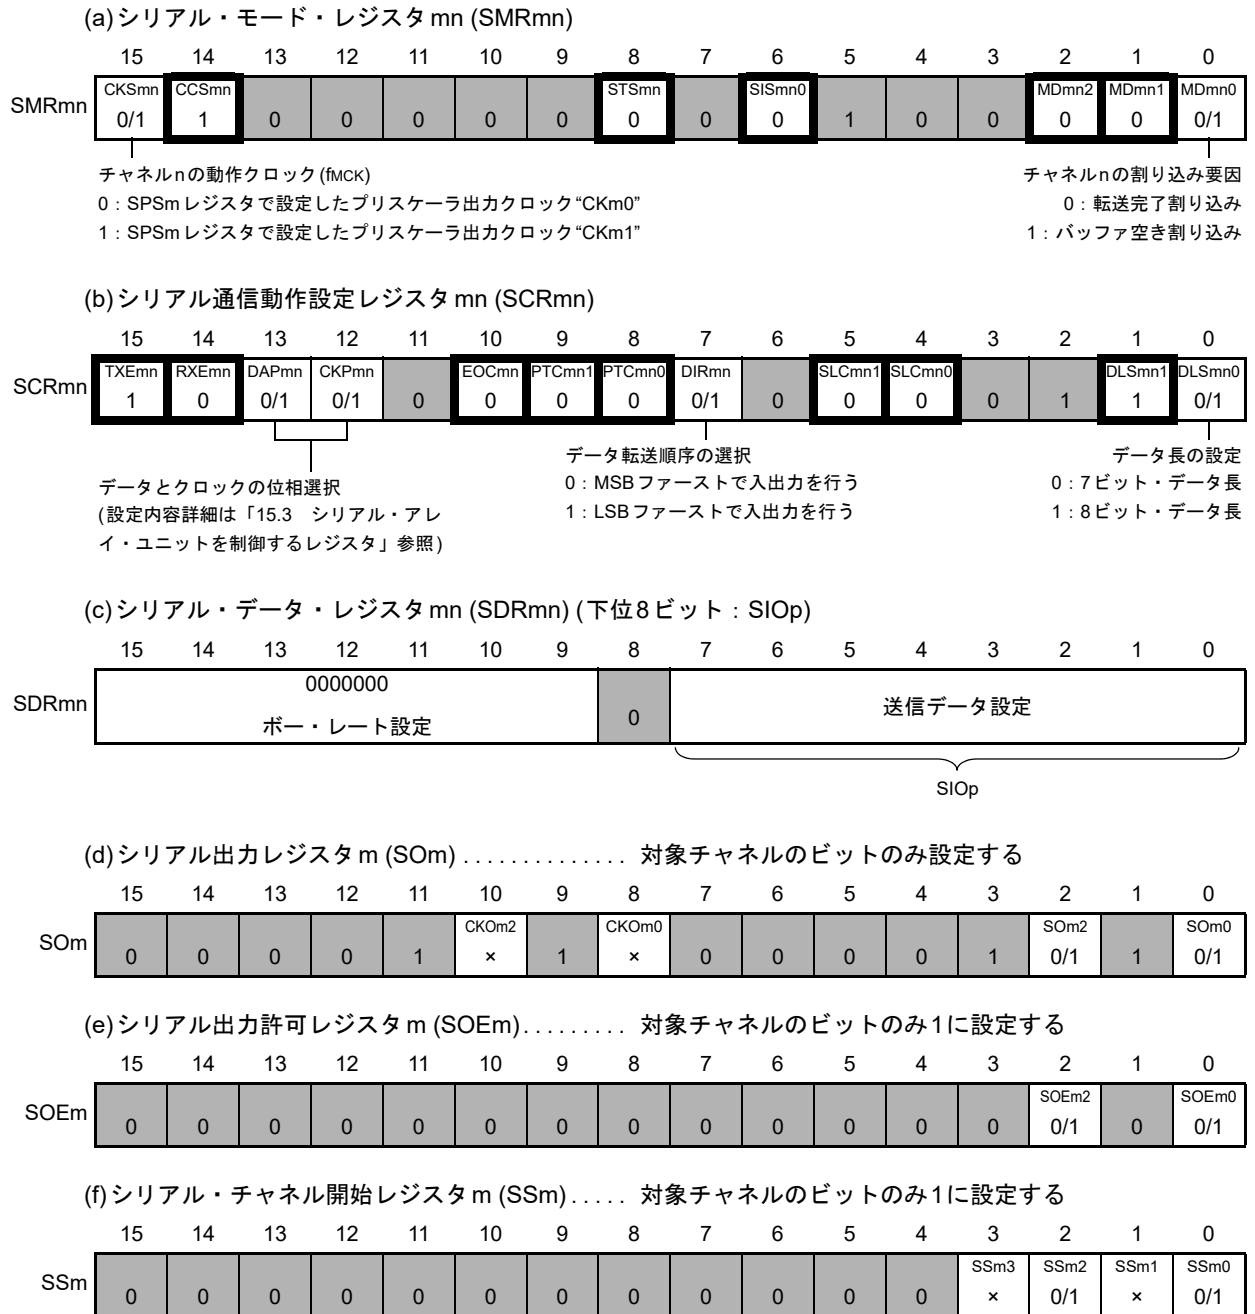 (a)シリアル・モード・レジスタmn (SMRmn)
15 14 13 12 11 10 9 8 7 6 5 4 3 2 1 0
CKSmn CCSmn STSmn SISmn0 MDmn2 MDmn1 MDmn0
SMRmn 0/1 1 0 0 0 0 0 0 0 0 1 0 0 0 0 0/1
チャネルnの動作クロック(fMCK) チャネルnの割り込み要因
0：SPSmレジスタで設定したプリスケーラ出力クロック“CKm0” 0：転送完了割り込み
1：SPSmレジスタで設定したプリスケーラ出力クロック“CKm1” 1：バッファ空き割り込み
(b)シリアル通信動作設定レジスタmn (SCRmn)
15 14 13 12 11 10 9 8 7 6 5 4 3 2 1 0
TXEmn RXEmn DAPmn CKPmn EOCmn PTCmn1 PTCmn0 DIRmn SLCmn1 SLCmn0 DLSmn1 DLSmn0
SCRmn 1 0 0/1 0/1 0 0 0 0 0/1 0 0 0 0 1 1 0/1
データ転送順序の選択 データ長の設定
データとクロックの位相選択 0：MSBファーストで入出力を行う 0：7ビット・データ長
(設定内容詳細は「15.3 シリアル・アレ 1：LSBファーストで入出力を行う 1：8ビット・データ長
イ・ユニットを制御するレジスタ」参照)
(c)シリアル・データ・レジスタmn (SDRmn) (下位8ビット：SIOp)
15 14 13 12 11 10 9 8 7 6 5 4 3 2 1 0
SDRmn 0000000
ボー・レート設定 0 送信データ設定
SIOp
(d)シリアル出力レジスタm (SOm) .............. 対象チャネルのビットのみ設定する
15 14 13 12 11 10 9 8 7 6 5 4 3 2 1 0
CKOm2 CKOm0 SOm2 SOm0
SOm 0 0 0 0 1 × 1 × 0 0 0 0 1 0/1 1 0/1
(e)シリアル出力許可レジスタm (SOEm)......... 対象チャネルのビットのみ1に設定する
15 14 13 12 11 10 9 8 7 6 5 4 3 2 1 0
SOEm2 SOEm0
SOEm 0 0 0 0 0 0 0 0 0 0 0 0 0 0/1 0 0/1
(f)シリアル・チャネル開始レジスタm (SSm)..... 対象チャネルのビットのみ1に設定する
15 14 13 12 11 10 9 8 7 6 5 4 3 2 1 0
SSm3 SSm2 SSm1 SSm0
SSm 0 0 0 0 0 0 0 0 0 0 0 0 × 0/1 × 0/1